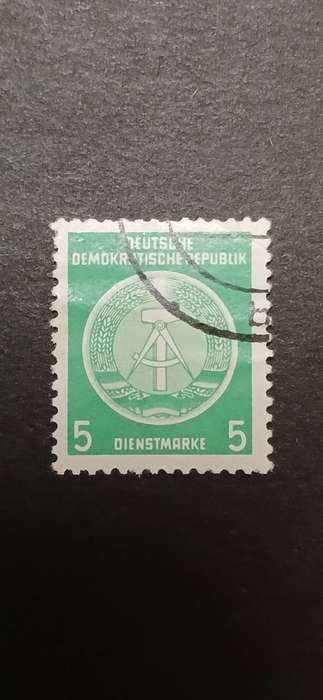 DEUTSCHE
DEMOKRATISCHE REPUBLIK
5 5
DIENSTMARKE